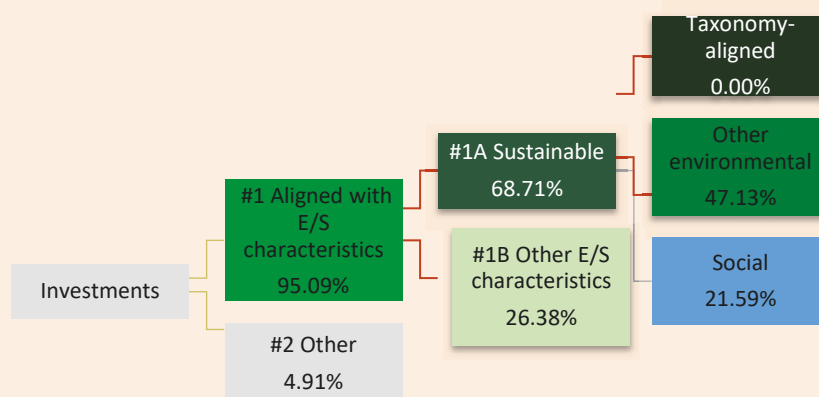 Investments
#1 Aligned with
E/S
characteristics
95.09%
#2 Other
4.91%
#1A Sustainable
68.71%
#1B Other E/S
characteristics
26.38%
Taxonomy-
aligned
0.00%
Other
environmental
47.13%
Social
21.59%